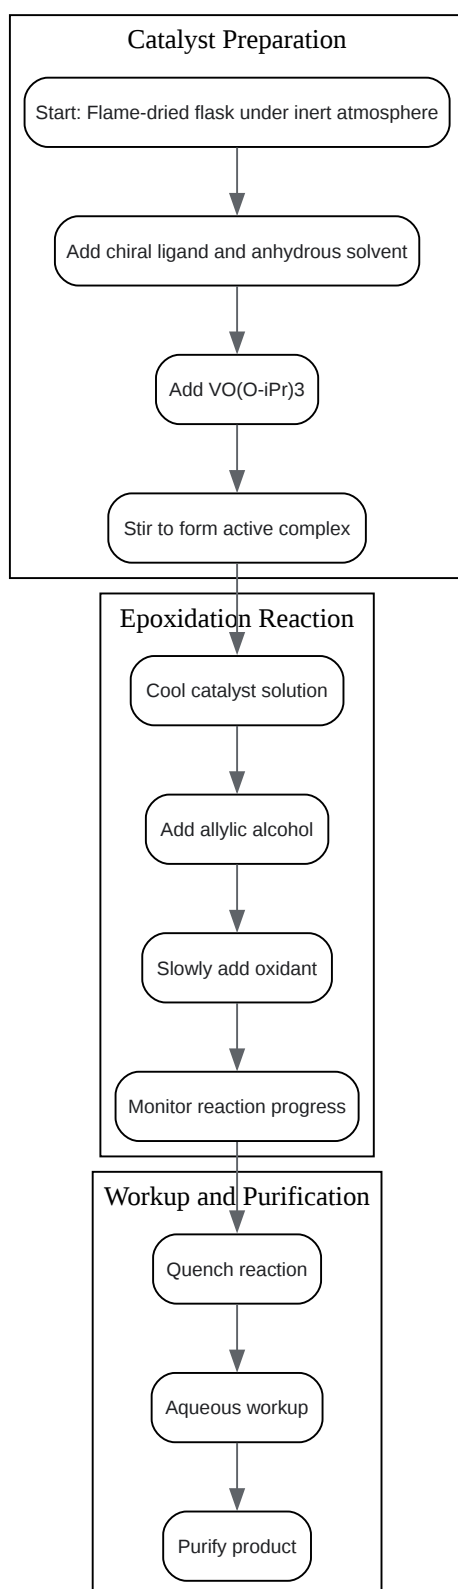 Catalyst Preparation
Start: Flame-dried flask under inert atmosphere
Add chiral ligand and anhydrous solvent
Add VO(O-iPr)3
Stir to form active complex
Epoxidation Reaction
Cool catalyst solution
Add allylic alcohol
Slowly add oxidant
Monitor reaction progress
Workup and Purification
Quench reaction
Aqueous workup
Purify product